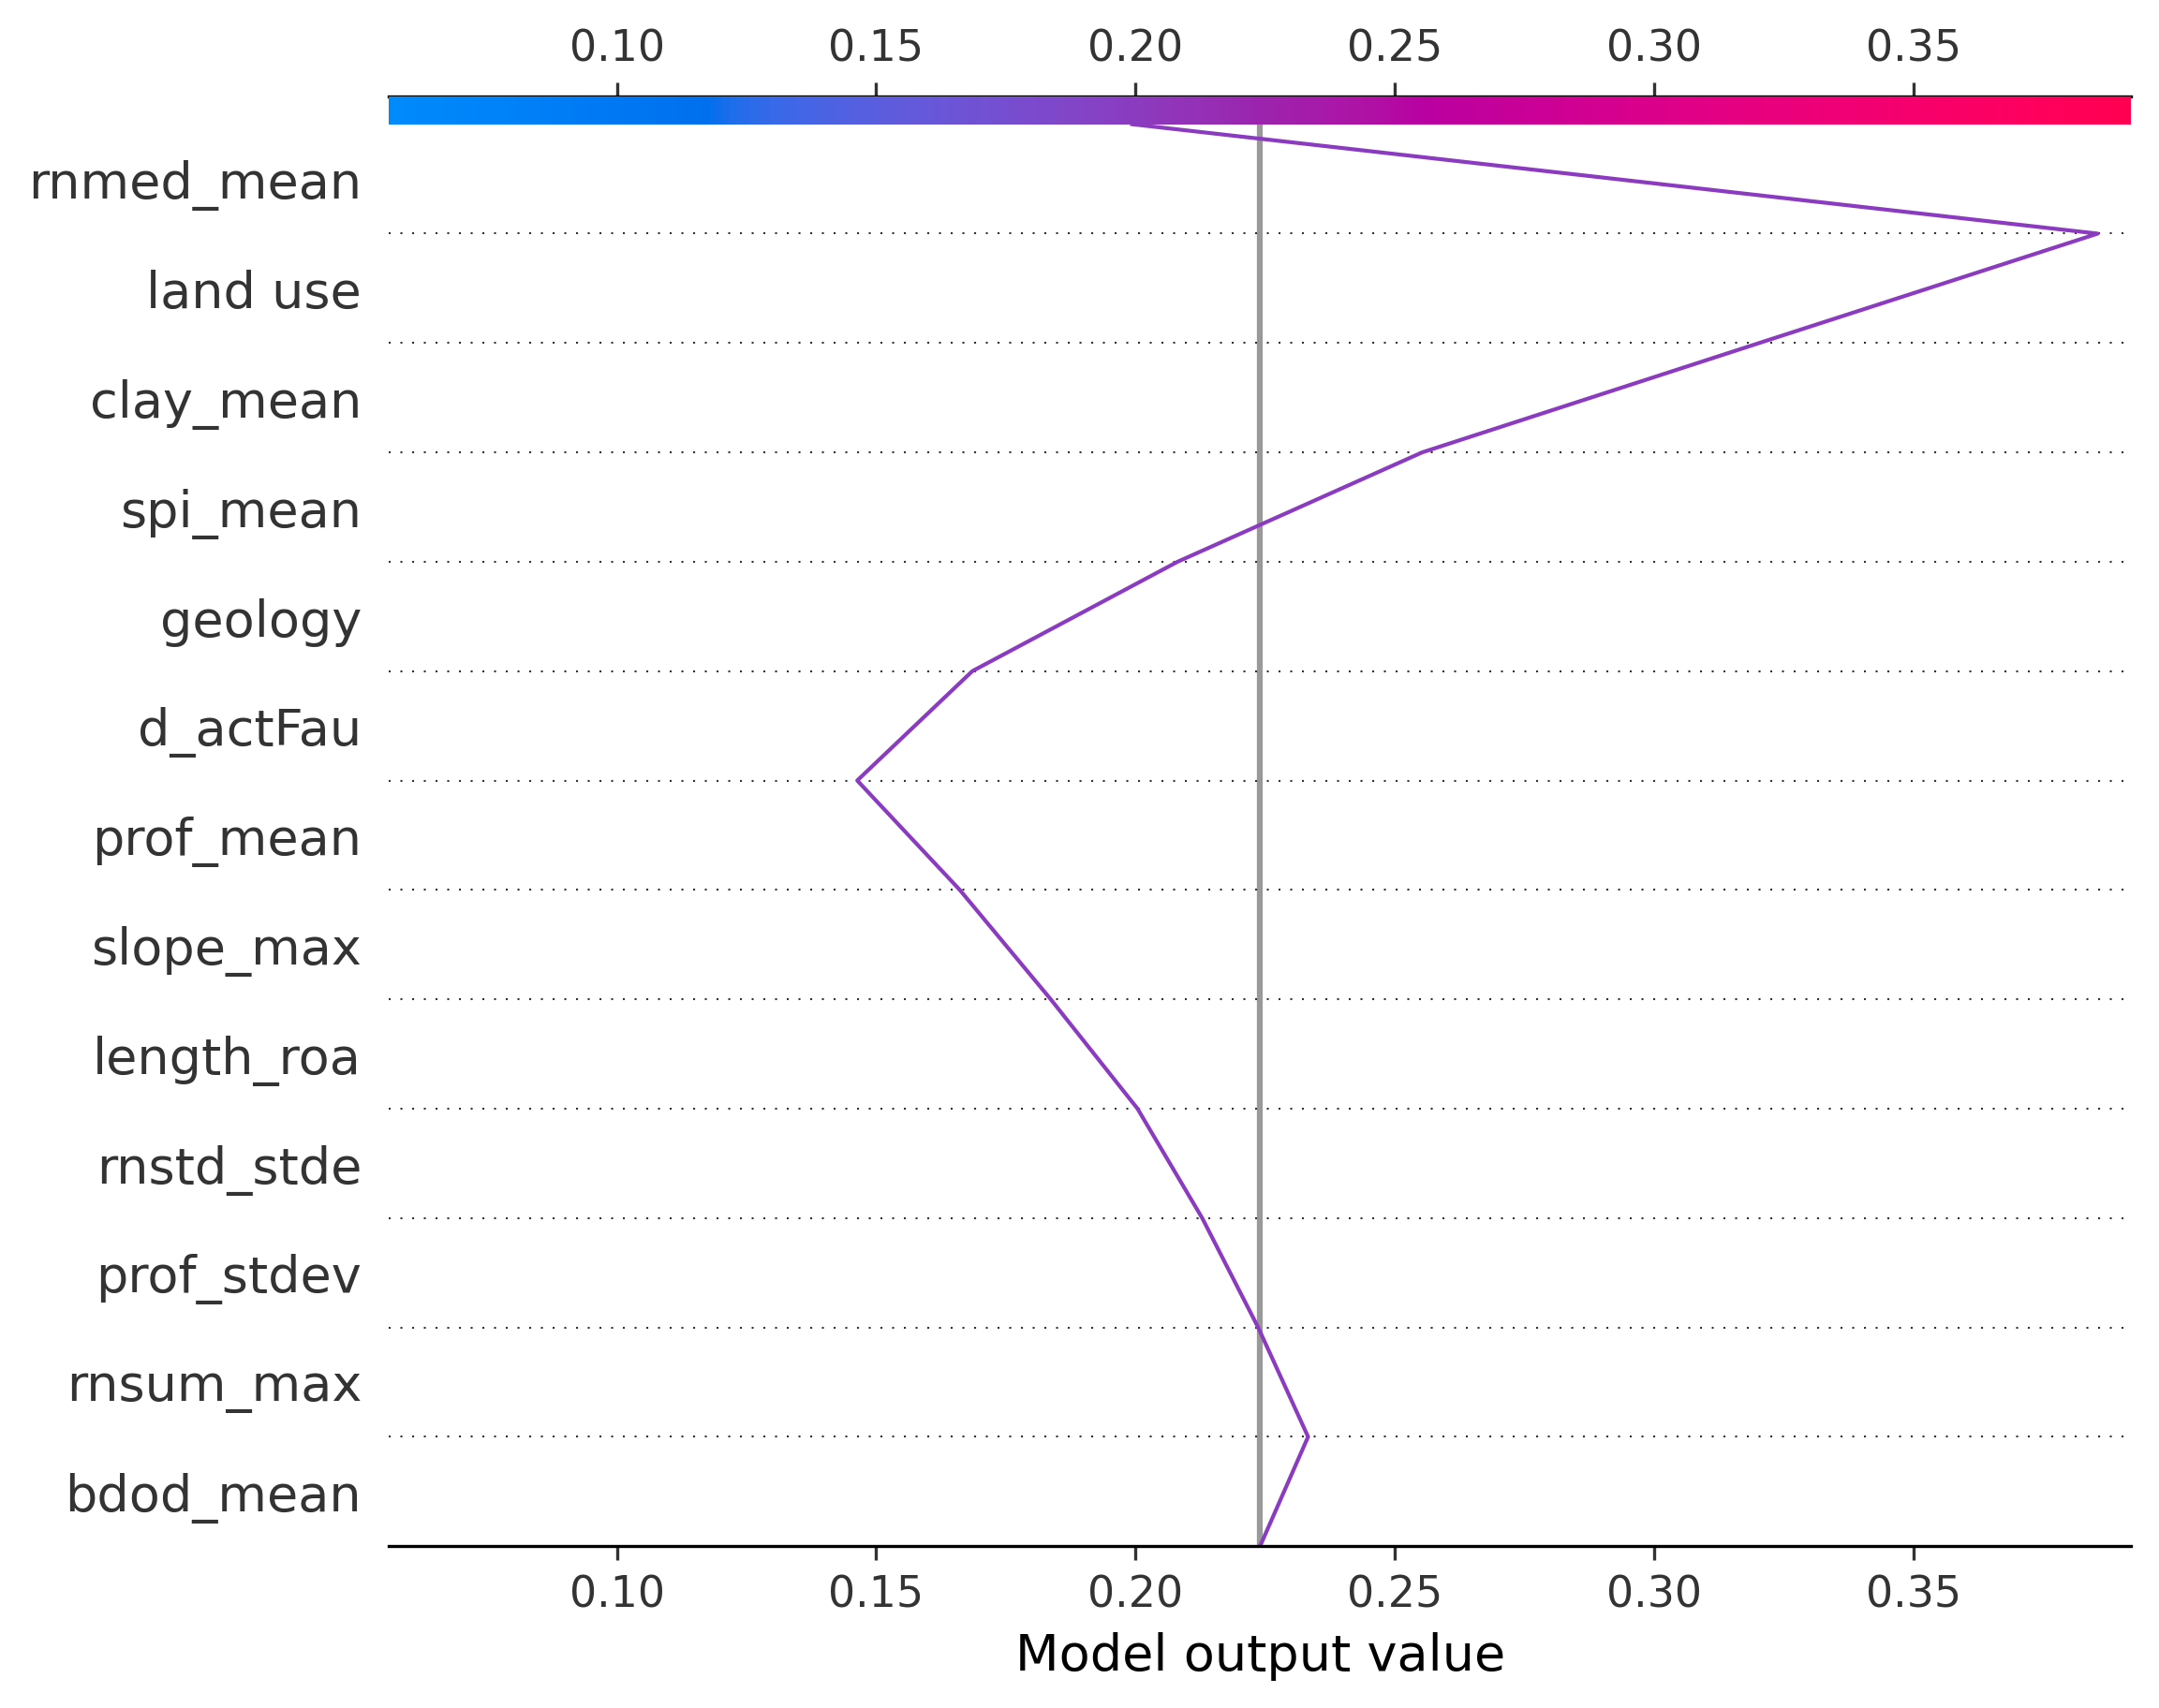 0.10 0.15 0.20 0.25 0.30 0.35
rnmed_mean
land use
clay_mean
spi_mean
geology
d_actFau
prof_mean
slope_max
length_roa
rnstd_stde
prof_stdev
rnsum_max
bdod_mean
0.10 0.15 0.20 0.25 0.30 0.35
Model output value